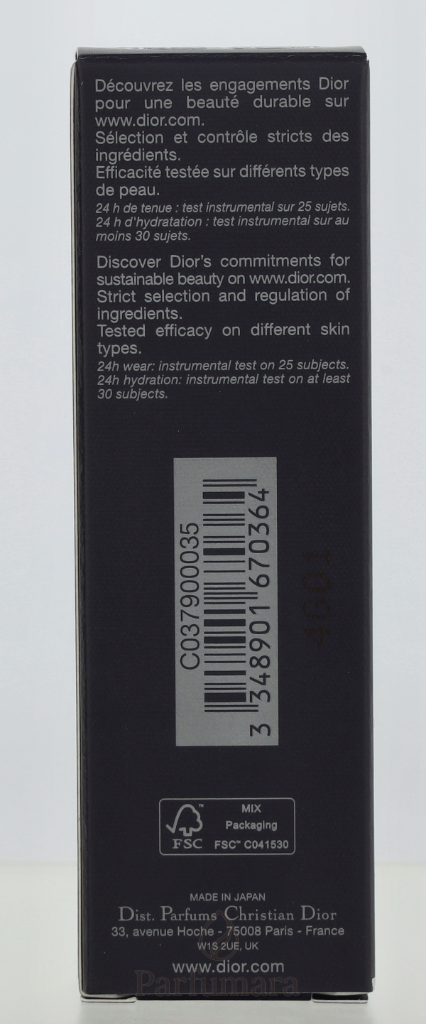 Découvrez les engagements Dior
pour une beauté durable sur
www.dior.com.
Sélection et contrôle stricts des
ingrédients.
Efficacité testée sur différents types
de peau.
24 h de tenue : test instrumental sur 25 sujets.
24 h d'hydratation : test instrumental sur au
moins 30 sujets.
Discover Dior's commitments for
sustainable beauty on www.dior.com.
Strict selection and regulation of
ingredients.
Tested efficacy on different skin
types.
24h wear: instrumental test on 25 subjects.
24h hydration: instrumental test on at least
30 subjects.
C037900035
3 348901 670364
MIX
Packaging
FSC™ C041530
FSC™
MADE IN JAPAN
Dist. Parfums Christian Dior
33, avenue Hoche - 75008 Paris - France
W1S 2UE, UK
www.dior.com
Parfumara